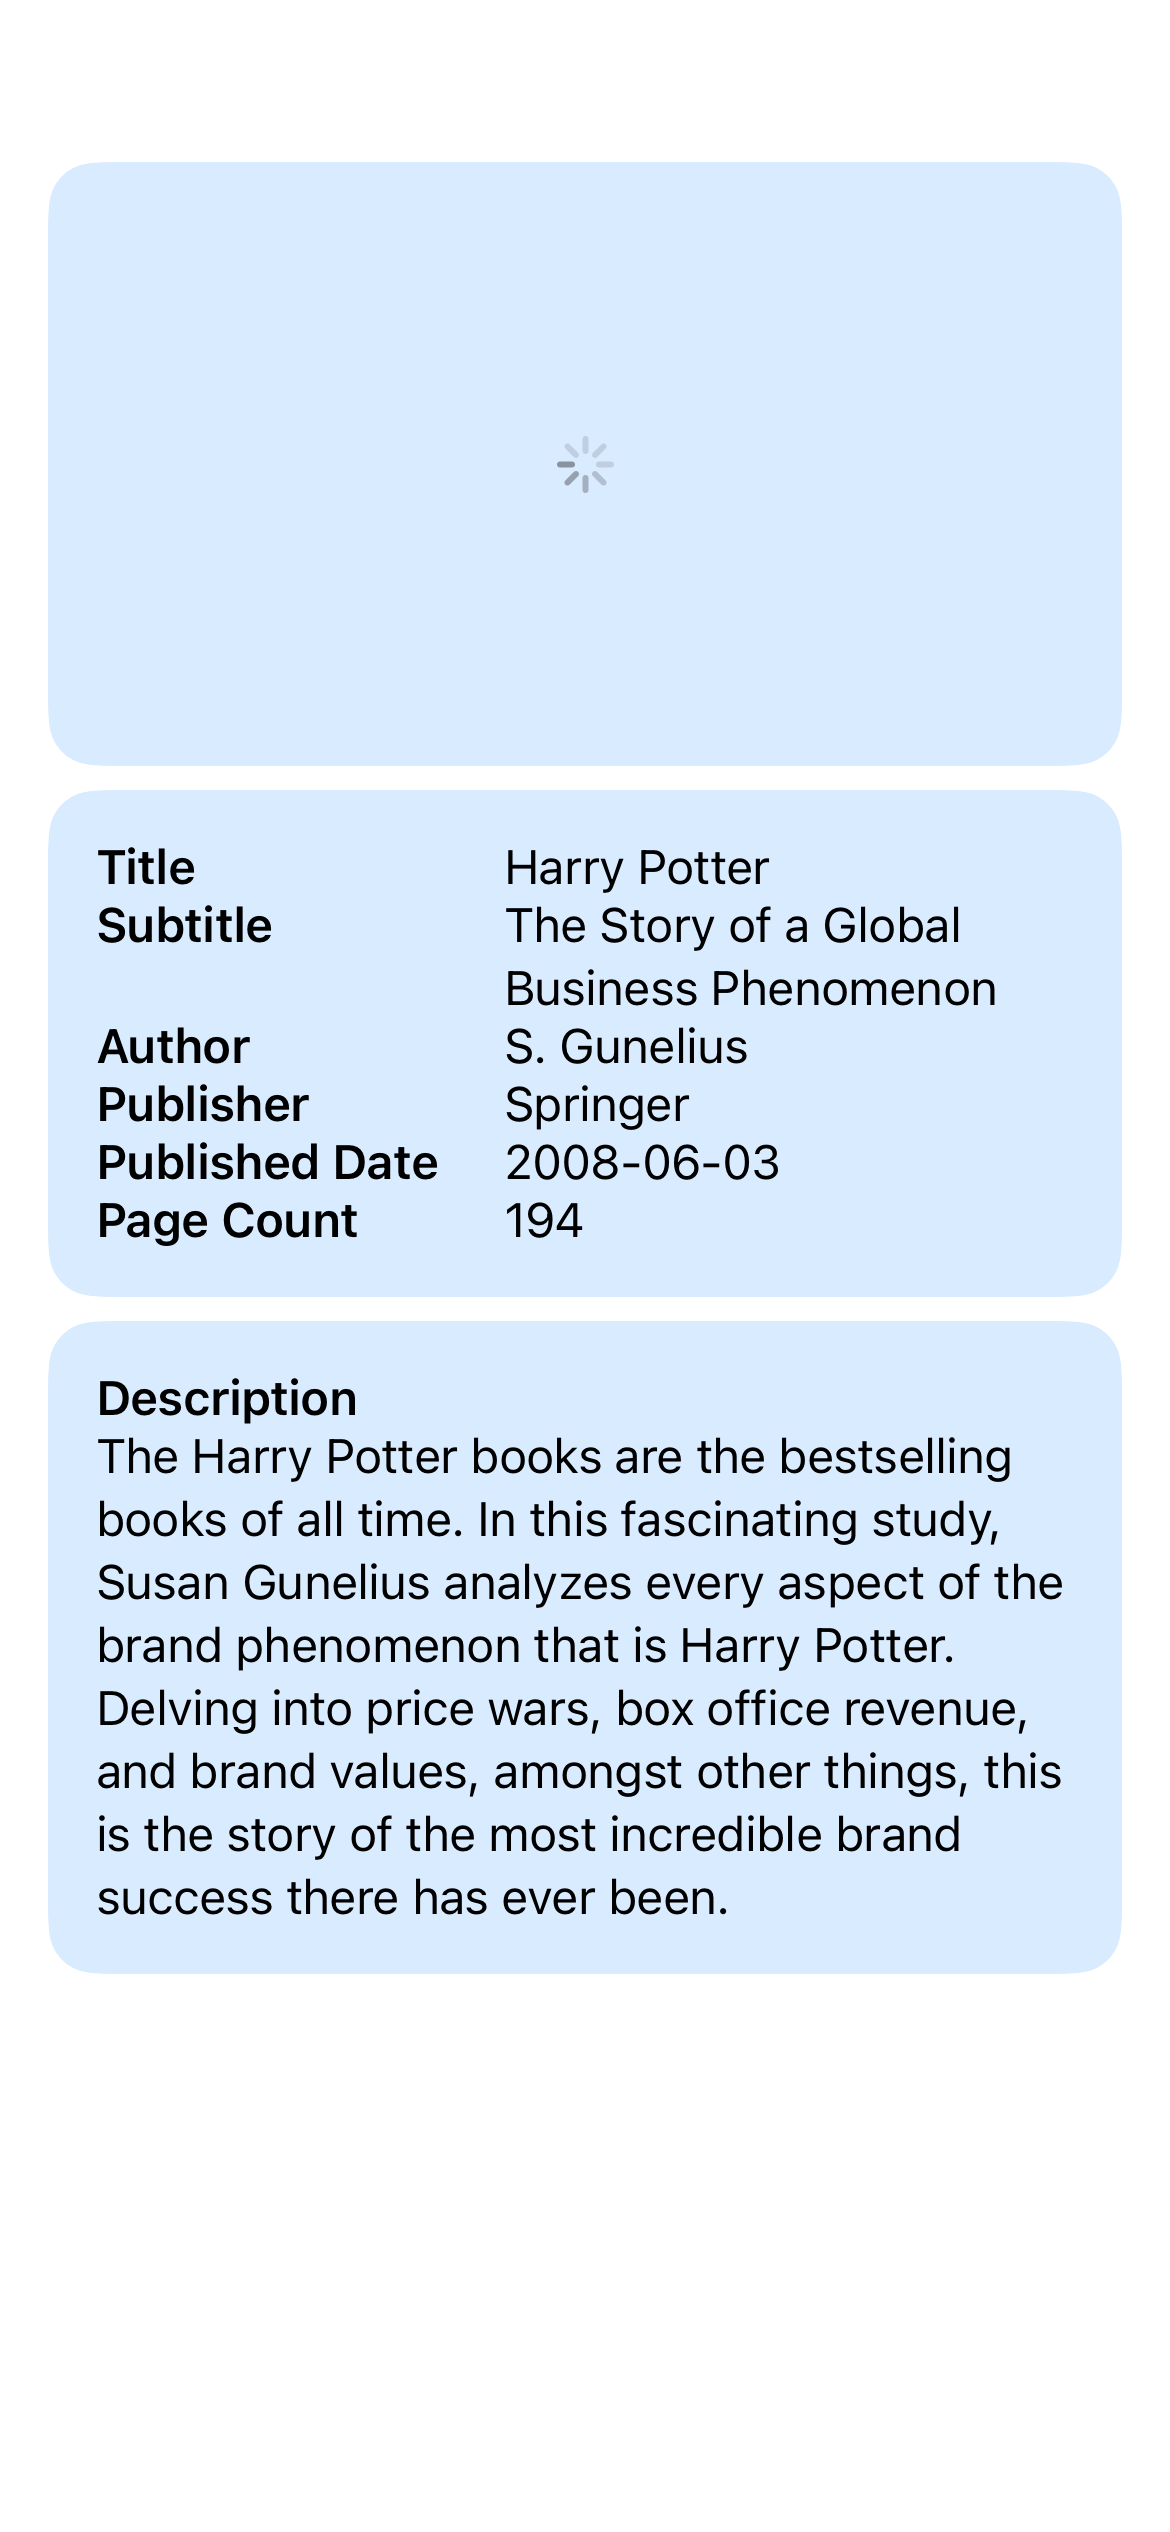 Title Harry Potter
Subtitle The Story of a Global
Business Phenomenon
Author S. Gunelius
Publisher Springer
Published Date 2008-06-03
Page Count 194
Description
The Harry Potter books are the bestselling
books of all time. In this fascinating study,
Susan Gunelius analyzes every aspect of the
brand phenomenon that is Harry Potter.
Delving into price wars, box office revenue,
and brand values, amongst other things, this
is the story of the most incredible brand
success there has ever been.